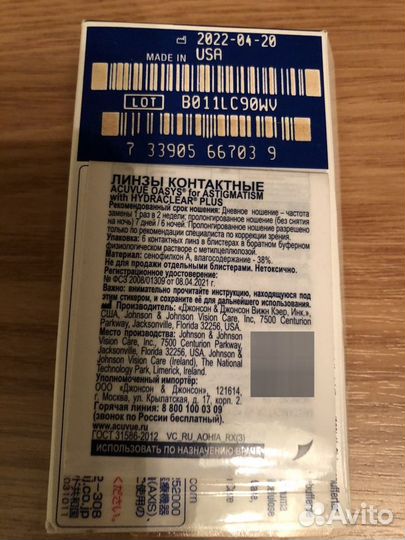 2022-04-20
MADE IN USA
LOT B011LC90WV
7 33905 66703 9
ЛИНЗЫ КОНТАКТНЫЕ
ACUVUE OASYS® for ASTIGMATISM
with HYDRACLEAR® PLUS
Рекомендованный срок ношения: Дневное ношение – частота
замены 1 раз в 2 недели; пролонгированное ношение (без снятия
на ночь) 7 дней / 6 ночей. Пролонгированное ношение разрешено
только по рекомендации специалиста по коррекции зрения.
Упаковка: 6 контактных линз в блистерах в боратном буферном
физиологическом растворе с метилцеллюлозой
Материал: сенофилкон А, влагосодержание - 38%.
Не для продажи отдельными блистерами. Нетоксично.
Регистрационное удостоверение:
№ ФСЗ 2008/01309 от 08.04.2021 г.
Важно: внимательно прочитайте инструкцию, находящуюся под
этим стикером, и сохраните её для дальнейшего использования.
Производитель: «Джонсон & Джонсон Вижн Кэер, Инк.»,
США, Johnson & Johnson Vision Care, Inc, 7500 Centurion
Parkway, Jacksonville, Florida 32256, USA
Место производства: Johnson & Johnson
Vision Care, Inc., 7500 Centurion Parkway,
Jacksonville, Florida 32256, USA, Johnson &
Johnson Vision Care (Ireland), The National
Technology Park, Limerick, Ireland.
Уполномоченный импортёр:
ООО «Джонсон & Джонсон», 121614,
г. Москва, ул. Крылатская, д. 17, корп. 2.
Горячая линия: 8 800 100 03 09
(звонок по России бесплатный).
www.acuvue.ru
ГОСТ 31586-2012 VC_RU_AOHfA_RX(3)
ИСПОЛЬЗОВАТЬ ПО НАЗНАЧЕНИЮ ВРАЧА
com
Avito